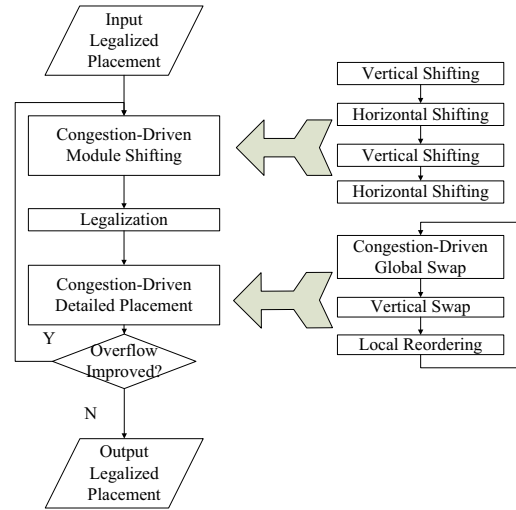 Input
Legalized
Placement
Congestion-Driven
Module Shifting
Legalization
Congestion-Driven
Detailed Placement
Y
Overflow
Improved?
N
Output
Legalized
Placement
Vertical Shifting
Horizontal Shifting
Vertical Shifting
Horizontal Shifting
Congestion-Driven
Global Swap
Vertical Swap
Local Reordering